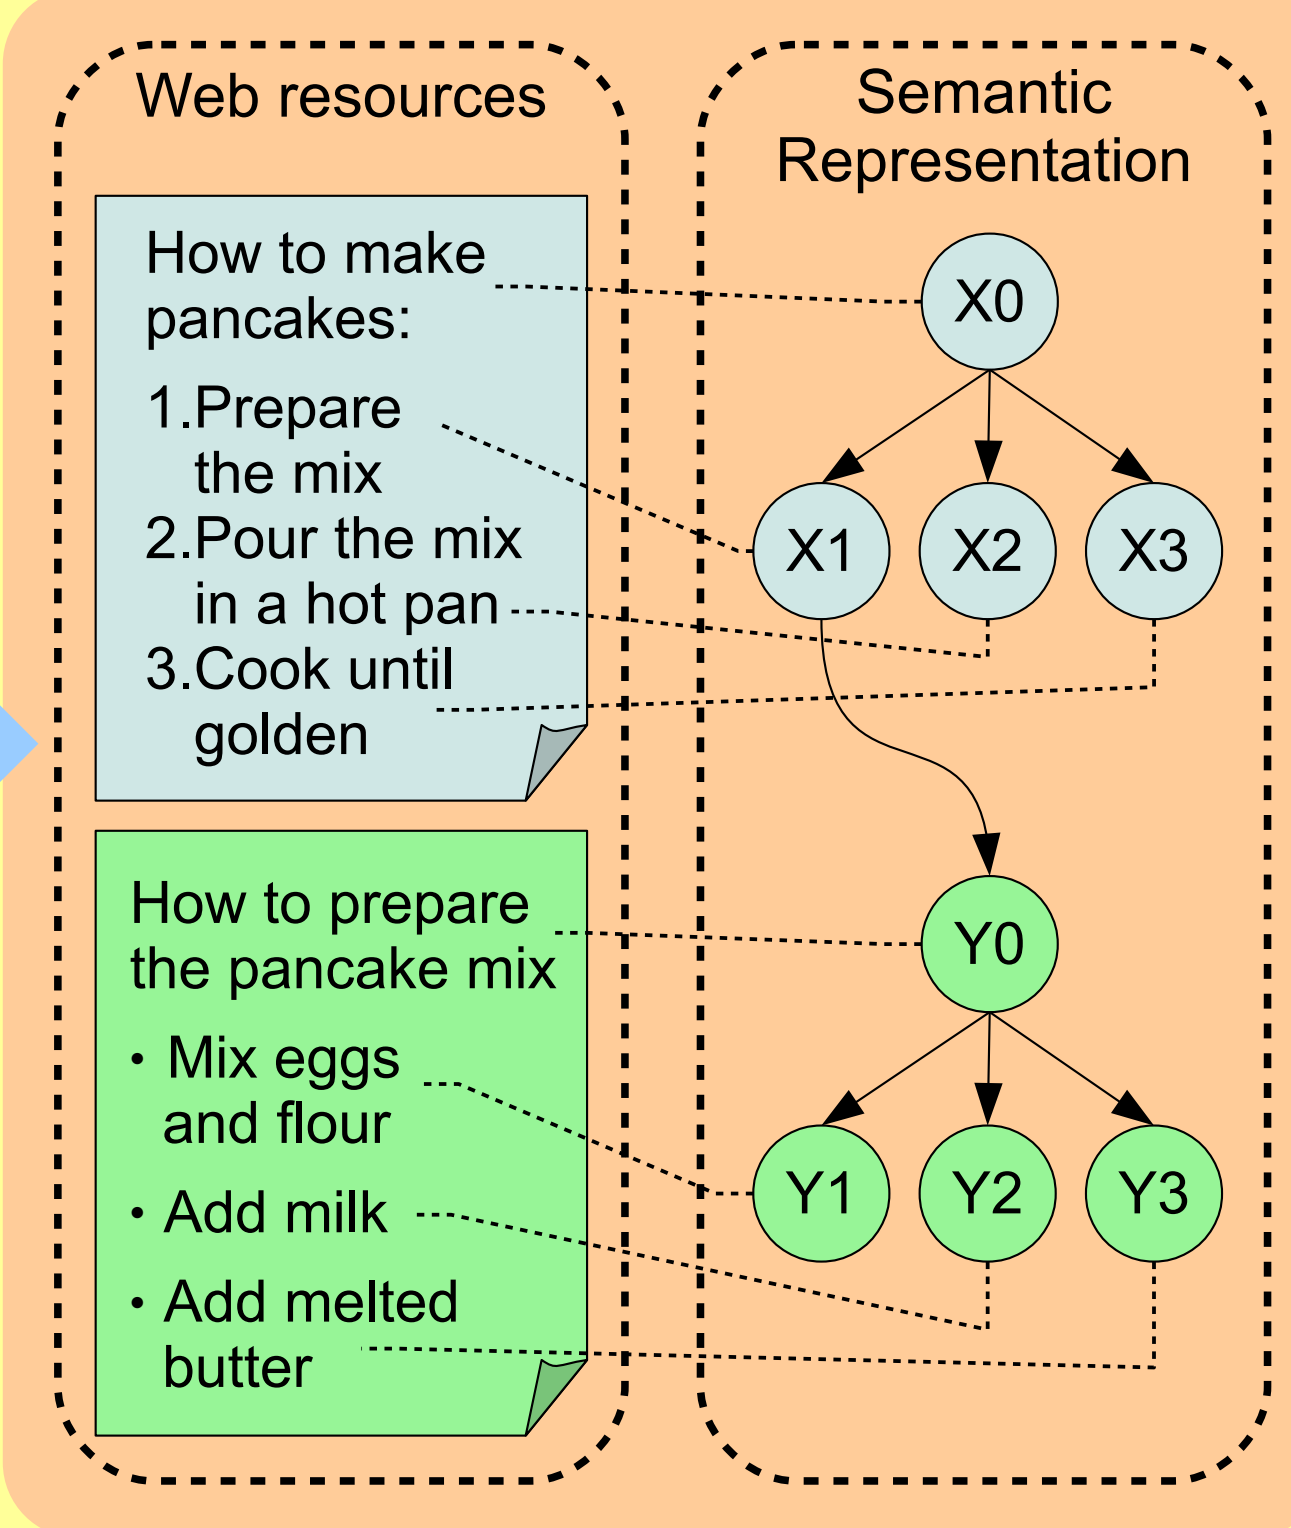 Web resources
How to make
pancakes:
1.Prepare
the mix
2.Pour the mix
in a hot pan
3.Cook until
golden
How to prepare
the pancake mix
• Mix eggs
and flour
• Add milk
• Add melted
butter
Semantic
Representation
X0
X1 X2 X3
Y0
Y1 Y2 Y3